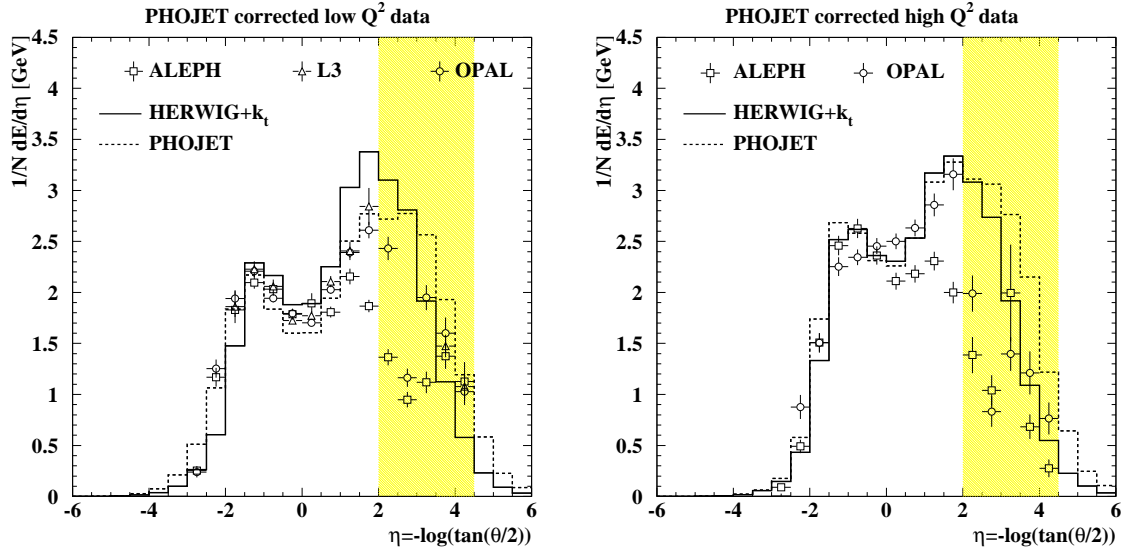 PHOJET corrected low Q² data
1/N dE/dη [GeV]
ALEPH L3 OPAL
HERWIG+kₜ
PHOJET
4.5
4
3.5
3
2.5
2
1.5
1
0.5
0
-6 -4 -2 0 2 4 6
η=-log(tan(θ/2))
PHOJET corrected high Q² data
1/N dE/dη [GeV]
ALEPH OPAL
HERWIG+kₜ
PHOJET
4.5
4
3.5
3
2.5
2
1.5
1
0.5
0
-6 -4 -2 0 2 4 6
η=-log(tan(θ/2))